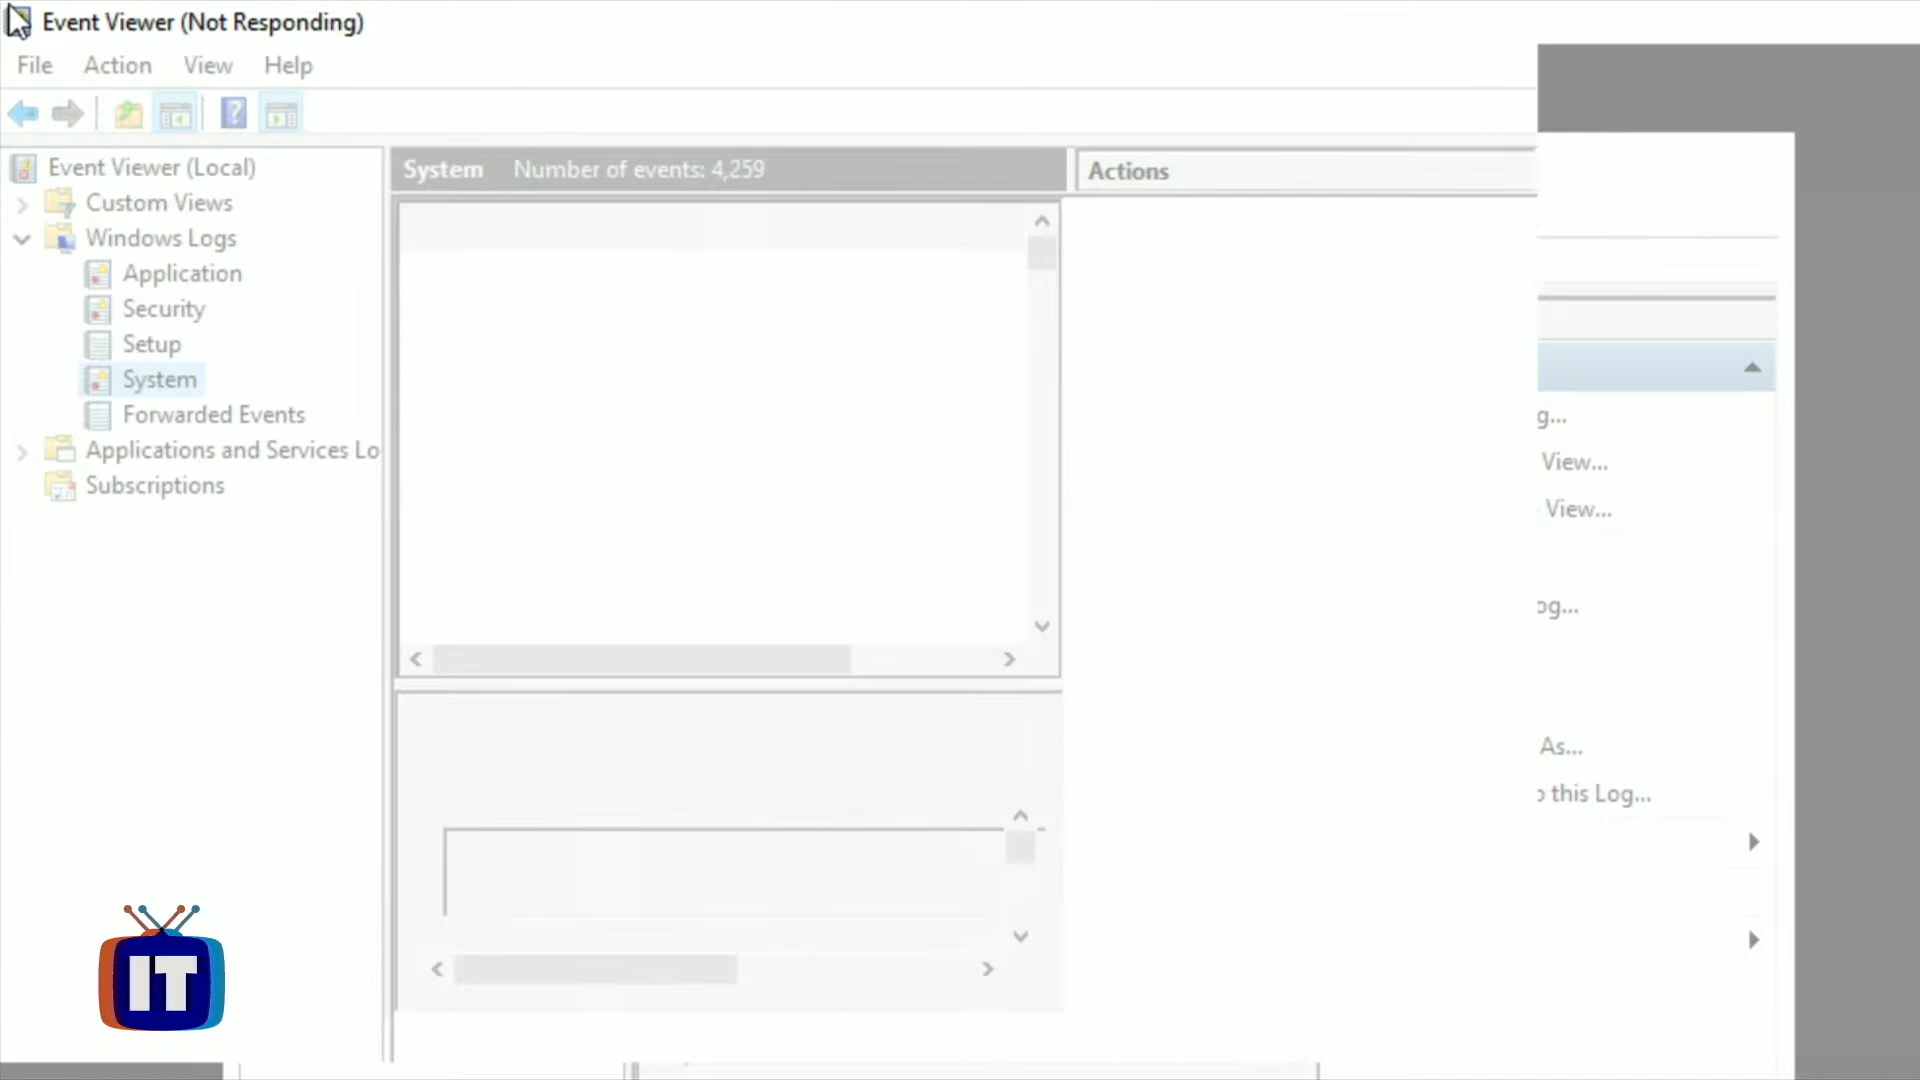 Event Viewer (Not Responding)
File Action View Help
Event Viewer (Local)
Custom Views
Windows Logs
Application
Security
Setup
System
Forwarded Events
Applications and Services Lo
Subscriptions
System Number of events: 4,259
Actions
g...
View...
View...
og...
As...
this Log...
IT